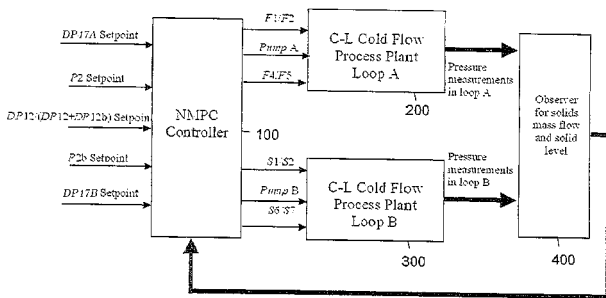 DP17A Setpoint
P2 Setpoint
DP12/(DP12+DP12b) Setpoin
P2b Setpoint
DP17B Setpoint
NMPC
Controller
100
F1/F2
Pump A
F4/F5
S1/S2
Pump B
S6/S7
C-L Cold Flow
Process Plant
Loop A
200
C-L Cold Flow
Process Plant
Loop B
300
Pressure
measurements
in loop A
Pressure
measurements
in loop B
Observer
for solids
mass flow
and solid
level
400